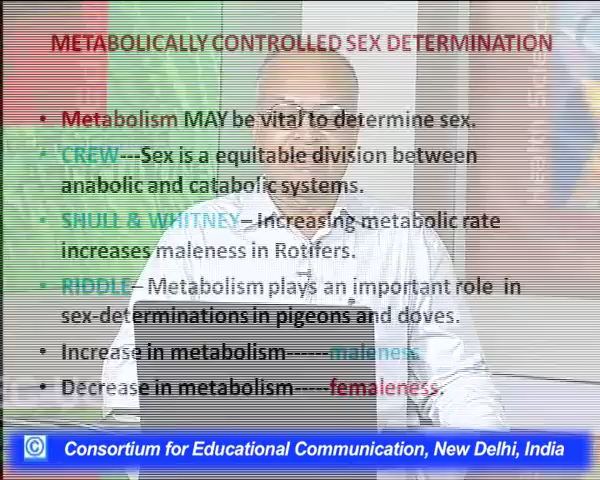 METABOLICALLY CONTROLLED SEX DETERMINATION
• Metabolism MAY be vital to determine sex.
• CREW---Sex is a equitable division between
anabolic and catabolic systems.
• SHULL & WHITNEY– Increasing metabolic rate
increases maleness in Rotifers.
• RIDDLE– Metabolism plays an important role in
sex-determinations in pigeons and doves.
• Increase in metabolism------maleness.
• Decrease in metabolism-----femaleness.
© Consortium for Educational Communication, New Delhi, India